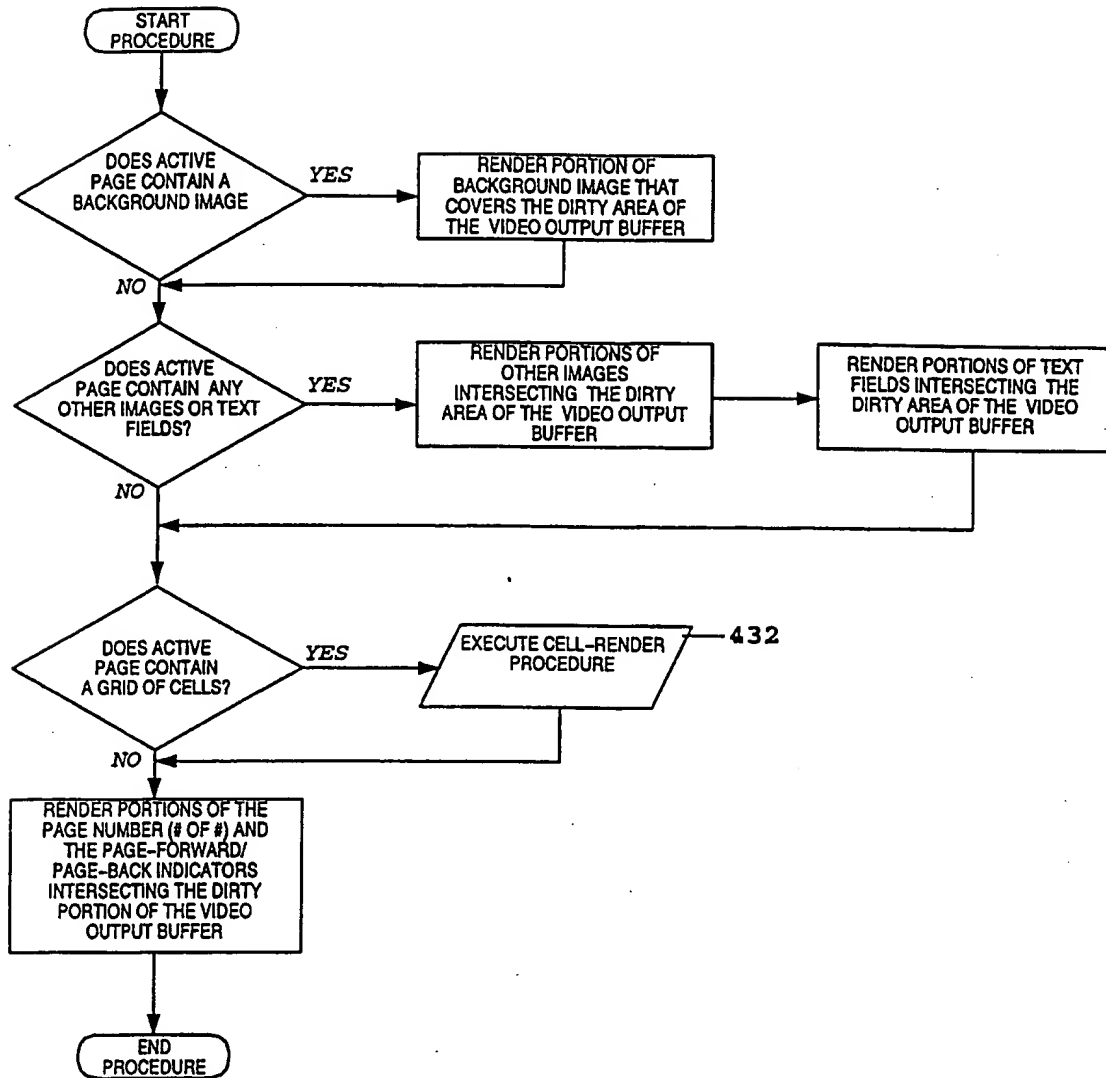 START
PROCEDURE
DOES ACTIVE
PAGE CONTAIN A
BACKGROUND IMAGE
YES
RENDER PORTION OF
BACKGROUND IMAGE THAT
COVERS THE DIRTY AREA OF
THE VIDEO OUTPUT BUFFER
NO
DOES ACTIVE
PAGE CONTAIN ANY
OTHER IMAGES OR TEXT
FIELDS?
YES
RENDER PORTIONS OF
OTHER IMAGES
INTERSECTING THE DIRTY
AREA OF THE VIDEO OUTPUT
BUFFER
RENDER PORTIONS OF TEXT
FIELDS INTERSECTING THE
DIRTY AREA OF THE VIDEO
OUTPUT BUFFER
NO
DOES ACTIVE
PAGE CONTAIN
A GRID OF CELLS?
YES
EXECUTE CELL-RENDER
PROCEDURE
432
NO
RENDER PORTIONS OF THE
PAGE NUMBER (# OF #) AND
THE PAGE-FORWARD/
PAGE-BACK INDICATORS
INTERSECTING THE DIRTY
PORTION OF THE VIDEO
OUTPUT BUFFER
END
PROCEDURE